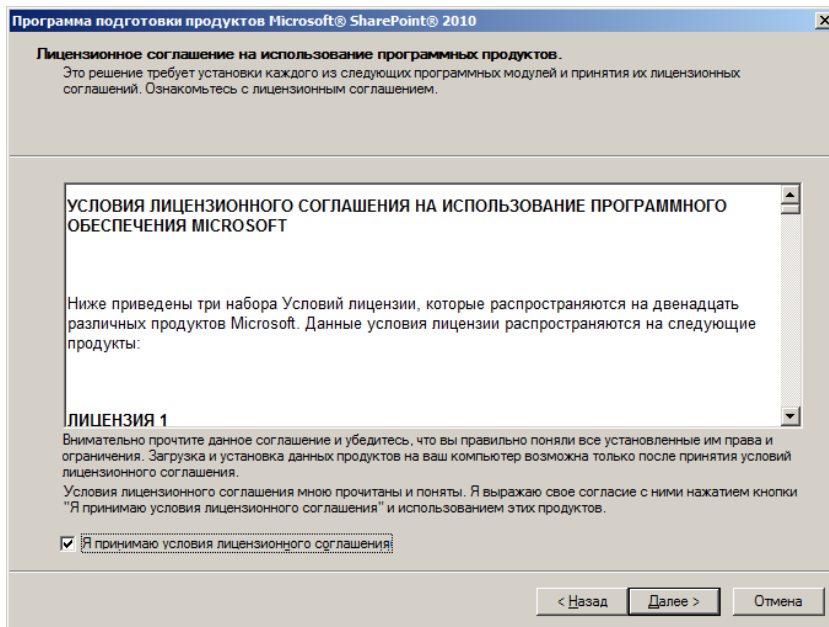 Программа подготовки продуктов Microsoft® SharePoint® 2010
Лицензионное соглашение на использование программных продуктов.
Это решение требует установки каждого из следующих программных модулей и принятия их лицензионных
соглашений. Ознакомьтесь с лицензионным соглашением.
УСЛОВИЯ ЛИЦЕНЗИОННОГО СОГЛАШЕНИЯ НА ИСПОЛЬЗОВАНИЕ ПРОГРАММНОГО
ОБЕСПЕЧЕНИЯ MICROSOFT
Ниже приведены три набора Условий лицензии, которые распространяются на двенадцать
различных продуктов Microsoft. Данные условия лицензии распространяются на следующие
продукты:
ЛИЦЕНЗИЯ 1
Внимательно прочтите данное соглашение и убедитесь, что вы правильно поняли все установленные им права и
ограничения. Загрузка и установка данных продуктов на ваш компьютер возможна только после принятия условий
лицензионного соглашения.
Условия лицензионного соглашения мною прочитаны и поняты. Я выражаю свое согласие с ними нажатием кнопки
"Я принимаю условия лицензионного соглашения" и использованием этих продуктов.
Я принимаю условия лицензионного соглашения
< Назад Далее > Отмена